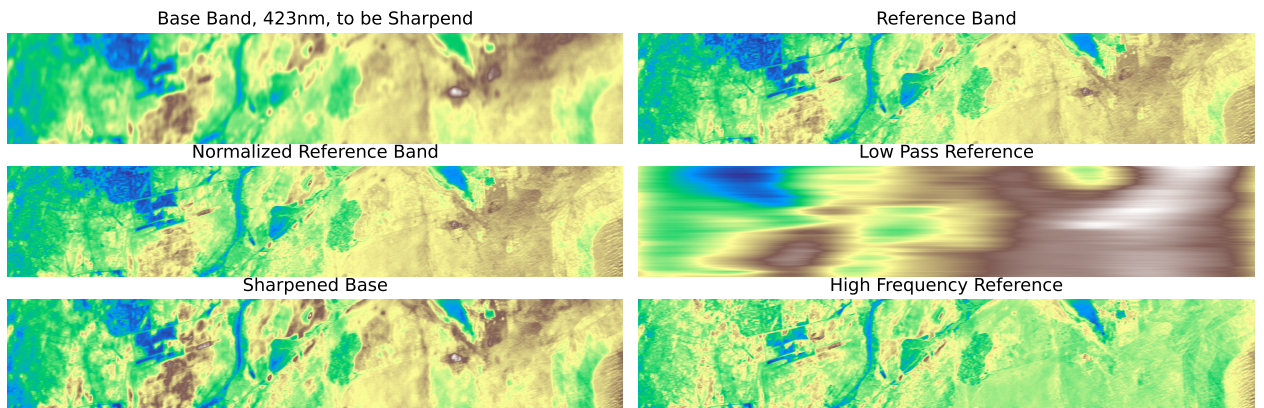 Base Band, 423nm, to be Sharpend
Reference Band
Normalized Reference Band
Low Pass Reference
Sharpened Base
High Frequency Reference